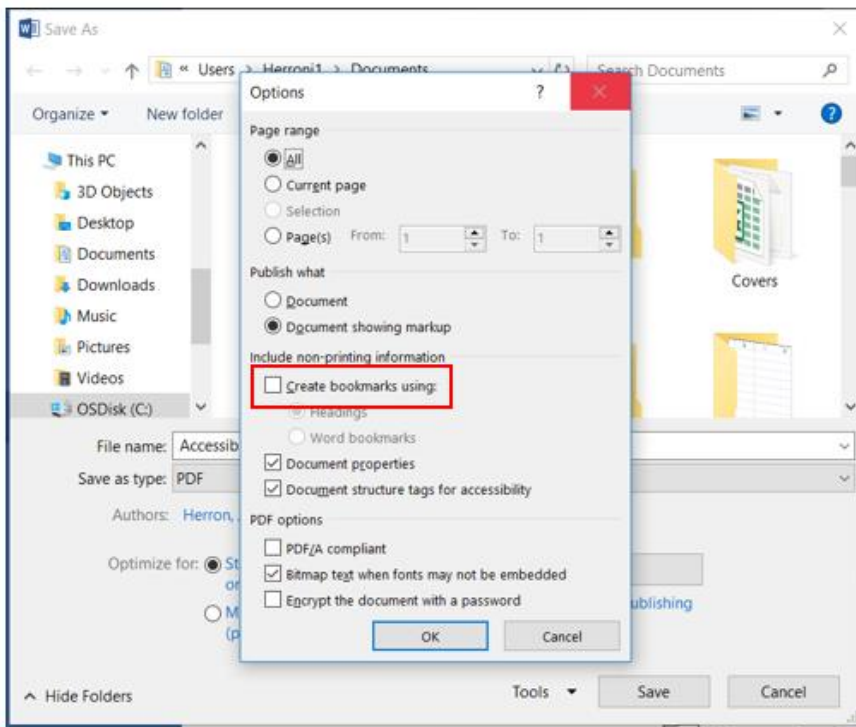 Save As
« Users > Herroni1 > Documents
Search Documents
Organize
New folder
This PC
3D Objects
Desktop
Documents
Downloads
Music
Pictures
Videos
OSDisk (C:)
Covers
File name: Accessib
Save as type: PDF
Authors: Herron,
Optimize for: St
or
M
(p
ublishing
Hide Folders
Tools
Save
Cancel
Options
?
Page range
All
Current page
Selection
Page(s) From: 1 To: 1
Publish what
Document
Document showing markup
Include non-printing information
Create bookmarks using:
Headings
Word bookmarks
Document properties
Document structure tags for accessibility
PDF options
PDF/A compliant
Bitmap text when fonts may not be embedded
Encrypt the document with a password
OK
Cancel